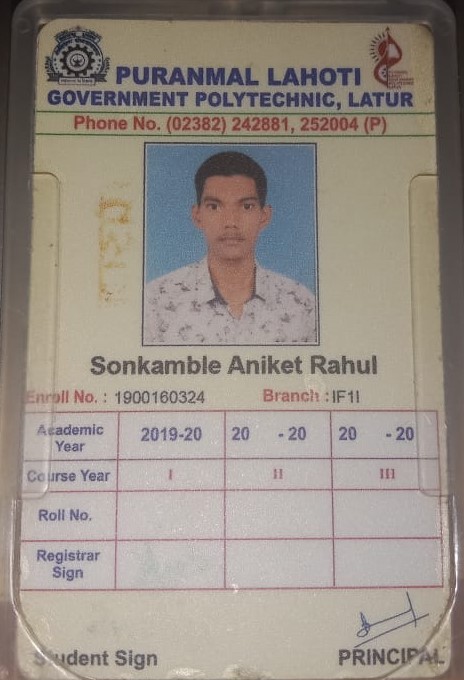 PURANMAL LAHOTI
GOVERNMENT POLYTECHNIC, LATUR
Phone No. (02382) 242881, 252004 (P)
Sonkamble Aniket Rahul
Enroll No. : 1900160324 Branch : IF1I
Academic Year 2019-20 20 - 20 20 - 20
Course Year I II III
Roll No.
Registrar Sign
Student Sign PRINCIPAL